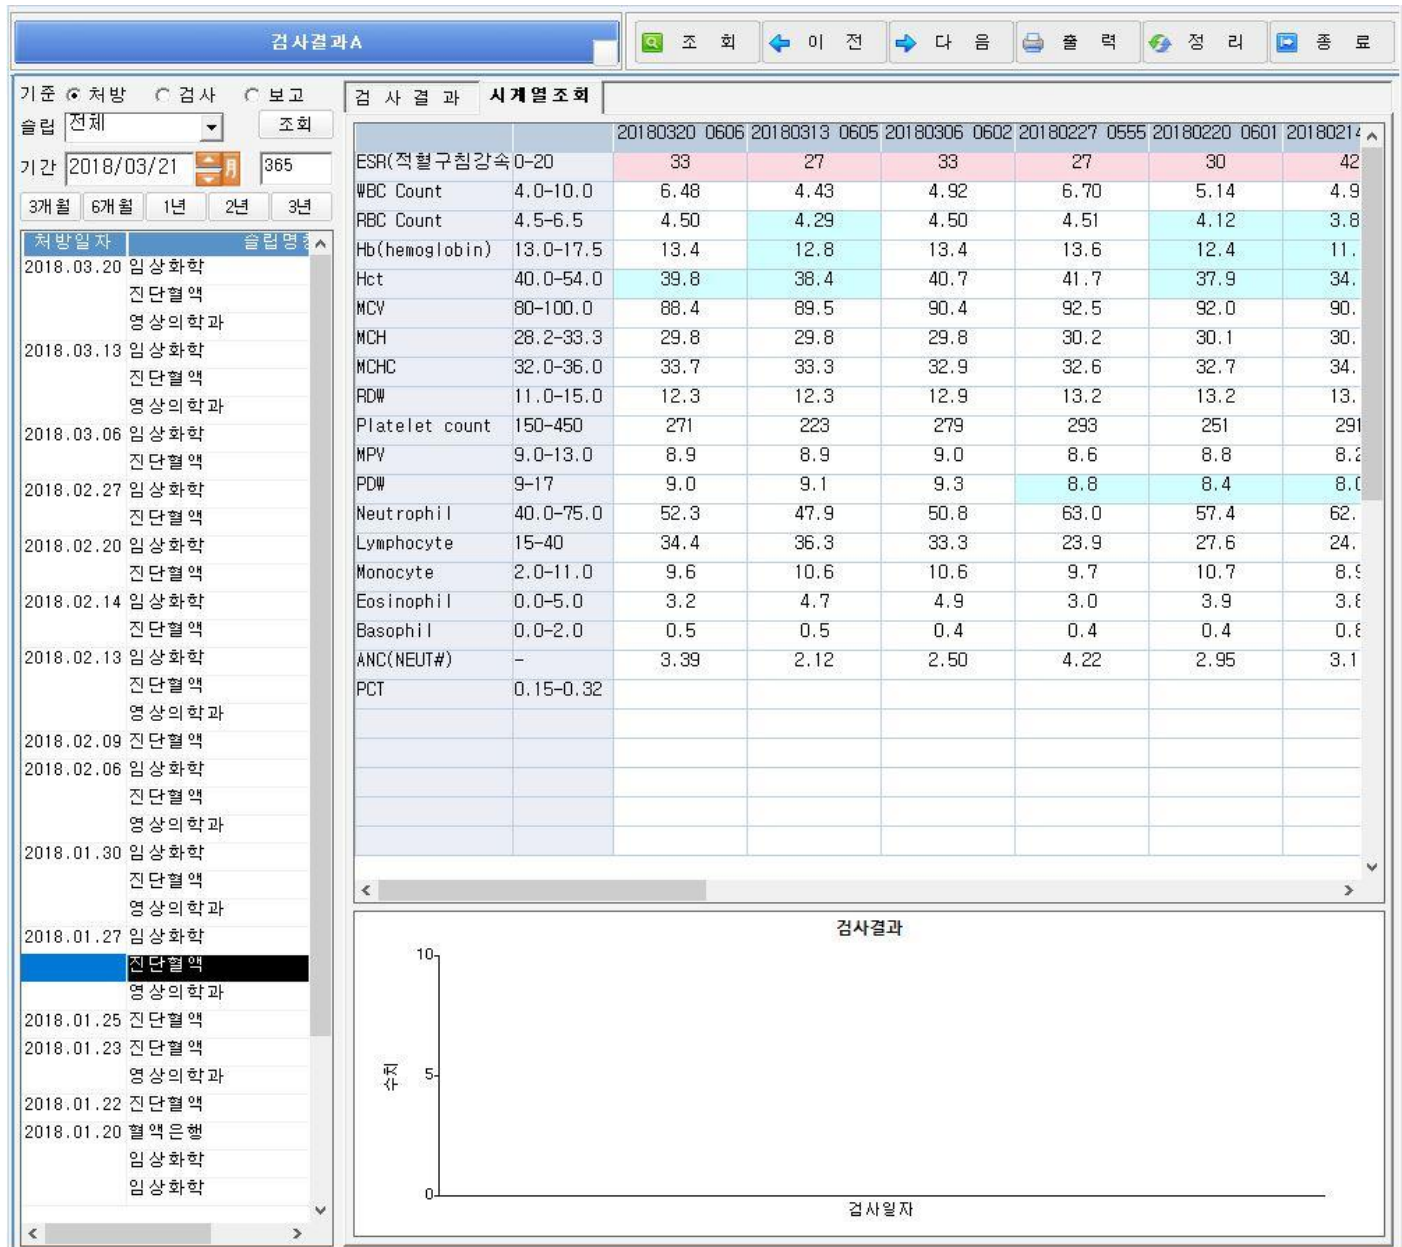 검사결과A
조 회 이 전 다 음 출 력 정 리 종 료
기준 처방 검사 보고
슬립 전체 조회
기간 2018/03/21 月 365
3개월 6개월 1년 2년 3년
처방일자 슬립명
2018.03.20 임상화학
진단혈액
영상의학과
2018.03.13 임상화학
진단혈액
영상의학과
2018.03.06 임상화학
진단혈액
2018.02.27 임상화학
진단혈액
2018.02.20 임상화학
진단혈액
2018.02.14 임상화학
진단혈액
2018.02.13 임상화학
진단혈액
영상의학과
2018.02.09 진단혈액
2018.02.06 임상화학
진단혈액
영상의학과
2018.01.30 임상화학
진단혈액
영상의학과
2018.01.27 임상화학
진단혈액
영상의학과
2018.01.25 진단혈액
2018.01.23 진단혈액
영상의학과
2018.01.22 진단혈액
2018.01.20 혈액은행
임상화학
임상화학
검 사 결 과 시계열조회
20180320 0606 20180313 0605 20180306 0602 20180227 0555 20180220 0601 20180214
ESR(적혈구침강속 0-20 33 27 33 27 30 42
WBC Count 4.0-10.0 6.48 4.43 4.92 6.70 5.14 4.9
RBC Count 4.5-6.5 4.50 4.29 4.50 4.51 4.12 3.8
Hb(hemoglobin) 13.0-17.5 13.4 12.8 13.4 13.6 12.4 11.
Hct 40.0-54.0 39.8 38.4 40.7 41.7 37.9 34.
MCV 80-100.0 88.4 89.5 90.4 92.5 92.0 90.
MCH 28.2-33.3 29.8 29.8 29.8 30.2 30.1 30.
MCHC 32.0-36.0 33.7 33.3 32.9 32.6 32.7 34.
RDW 11.0-15.0 12.3 12.3 12.9 13.2 13.2 13.
Platelet count 150-450 271 223 279 293 251 291
MPV 9.0-13.0 8.9 8.9 9.0 8.6 8.8 8.2
PDW 9-17 9.0 9.1 9.3 8.8 8.4 8.0
Neutrophil 40.0-75.0 52.3 47.9 50.8 63.0 57.4 62.
Lymphocyte 15-40 34.4 36.3 33.3 23.9 27.6 24.
Monocyte 2.0-11.0 9.6 10.6 10.6 9.7 10.7 8.9
Eosinophil 0.0-5.0 3.2 4.7 4.9 3.0 3.9
Basophil 0.0-2.0 0.5 0.5 0.4 0.4 0.4
ANC(NEUT#) - 3.39 2.12 2.50 4.22 2.95 3.1
PCT 0.15-0.32
검사결과
10
수치
5
0
검사일자